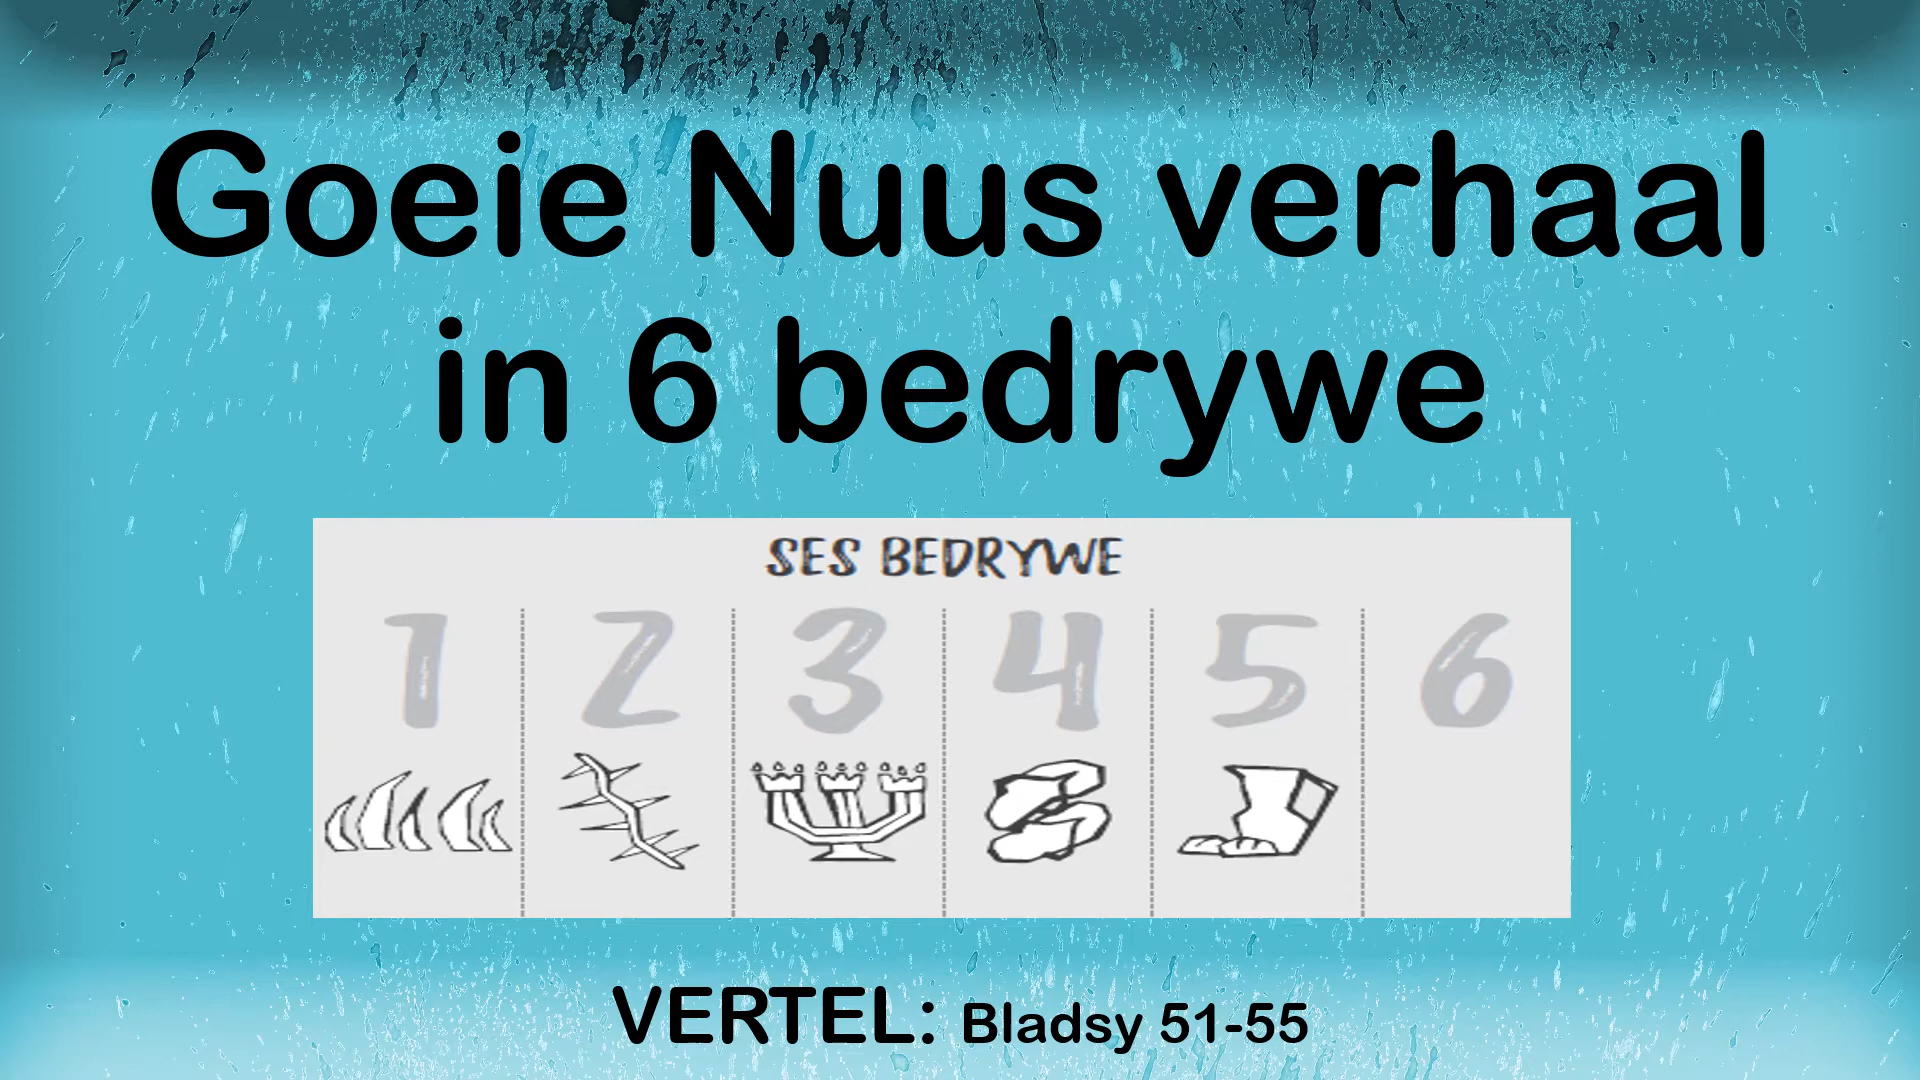 Goeie Nuus verhaal
in 6 bedrywe
SES BEDRYWE
1 2 3 4 5 6
VERTEL: Bladsy 51-55